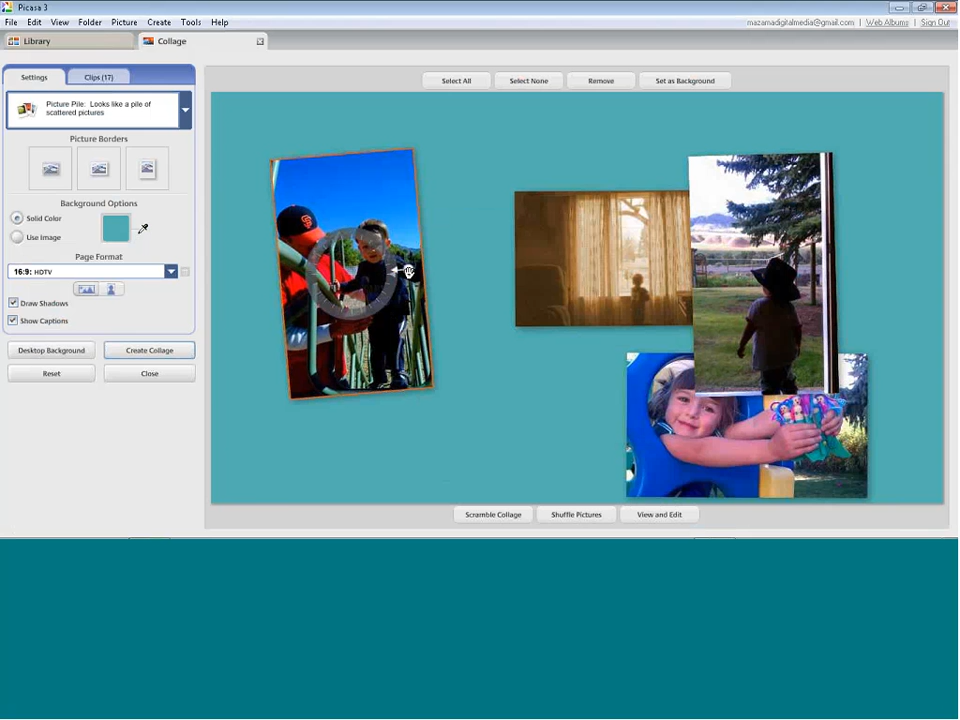 Picasa 3
File Edit View Folder Picture Create Tools Help
mazamadigitalmedia@gmail.com | Web Albums | Sign Out
Library
Collage
Settings
Clips (17)
Picture Pile: Looks like a pile of
scattered pictures
Picture Borders
Background Options
Solid Color
Use Image
Page Format
16:9: HDTV
Draw Shadows
Show Captions
Desktop Background
Create Collage
Reset
Close
Select All
Select None
Remove
Set as Background
Scramble Collage
Shuffle Pictures
View and Edit